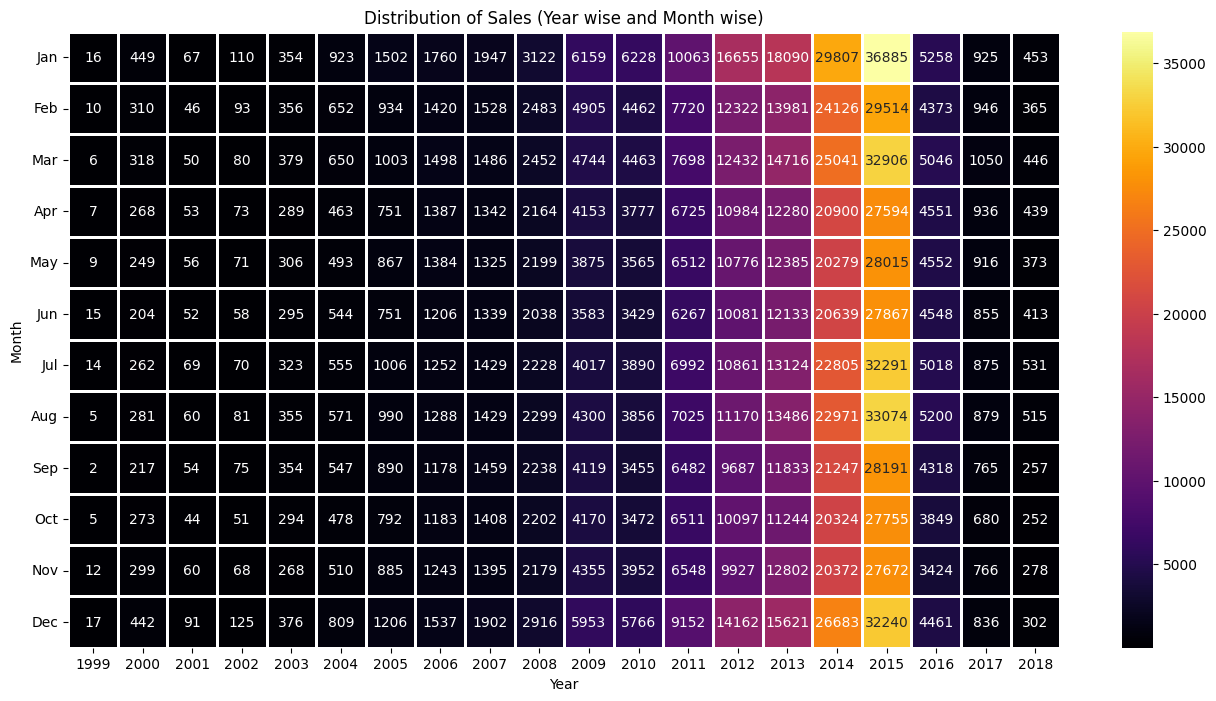 Distribution of Sales (Year wise and Month wise)
Month
Jan 16 449 67 110 354 923 1502 1760 1947 3122 6159 6228 10063 16655 18090 29807 36885 5258 925 453
Feb 10 310 46 93 356 652 934 1420 1528 2483 4905 4462 7720 12322 13981 24126 29514 4373 946 365
Mar 6 318 50 80 379 650 1003 1498 1486 2452 4744 4463 7698 12432 14716 25041 32906 5046 1050 446
Apr 7 268 53 73 289 463 751 1387 1342 2164 4153 3777 6725 10984 12280 20900 27594 4551 936 439
May 9 249 56 71 306 493 867 1384 1325 2199 3875 3565 6512 10776 12385 20279 28015 4552 916 373
Jun 15 204 52 58 295 544 751 1206 1339 2038 3583 3429 6267 10081 12133 20639 27867 4548 855 413
Jul 14 262 69 70 323 555 1006 1252 1429 2228 4017 3890 6992 10861 13124 22805 32291 5018 875 531
Aug 5 281 60 81 355 571 990 1288 1429 2299 4300 3856 7025 11170 13486 22971 33074 5200 879 515
Sep 2 217 54 75 354 547 890 1178 1459 2238 4119 3455 6482 9687 11833 21247 28191 4318 765 257
Oct 5 273 44 51 294 478 792 1183 1408 2202 4170 3472 6511 10097 11244 20324 27755 3849 680 252
Nov 12 299 60 68 268 510 885 1243 1395 2179 4355 3952 6548 9927 12802 20372 27672 3424 766 278
Dec 17 442 91 125 376 809 1206 1537 1902 2916 5953 5766 9152 14162 15621 26683 32240 4461 836 302
1999 2000 2001 2002 2003 2004 2005 2006 2007 2008 2009 2010 2011 2012 2013 2014 2015 2016 2017 2018
Year
35000
30000
25000
20000
15000
10000
5000